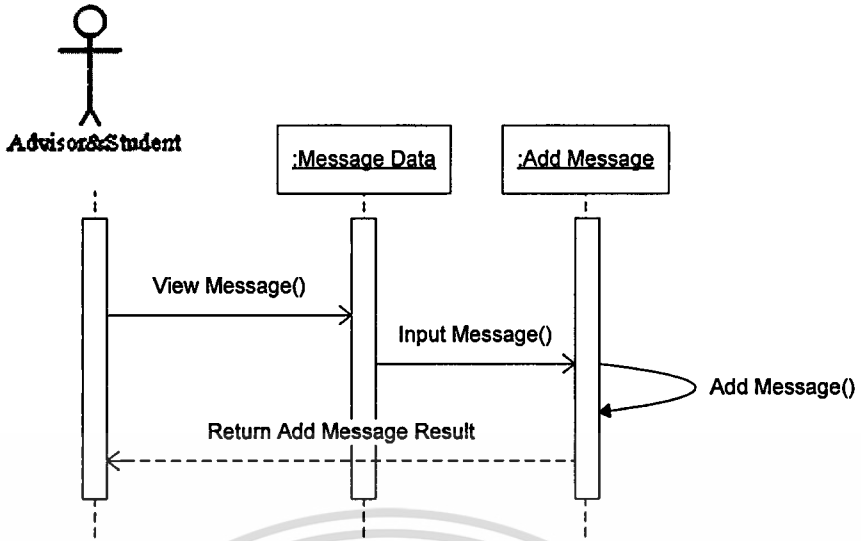 Advisor&Student
:Message Data
:Add Message
View Message()
Input Message()
Add Message()
Return Add Message Result